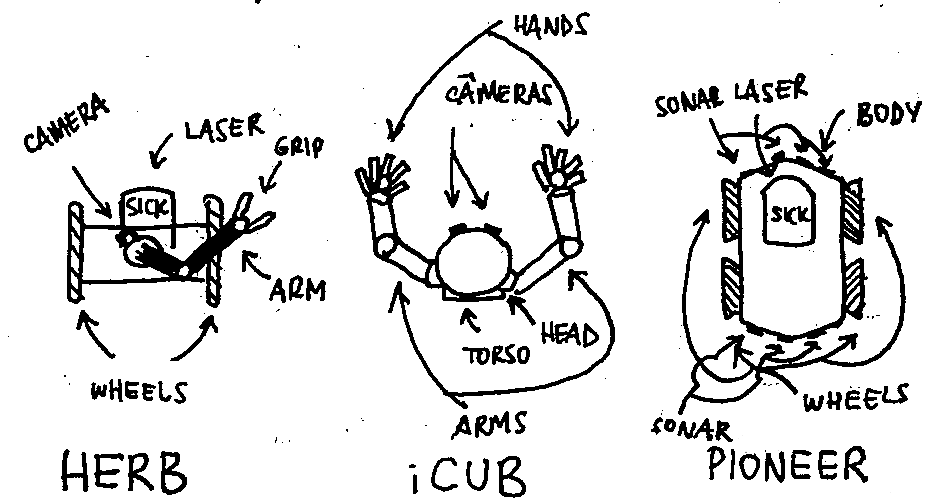 HANDS
CAMERAS
CAMERA
LASER
GRIP
SICK
ARM
WHEELS
HERB
HEAD
TORSO
ARMS
iCUB
SONAR LASER
BODY
SICK
WHEELS
SONAR
PIONEER